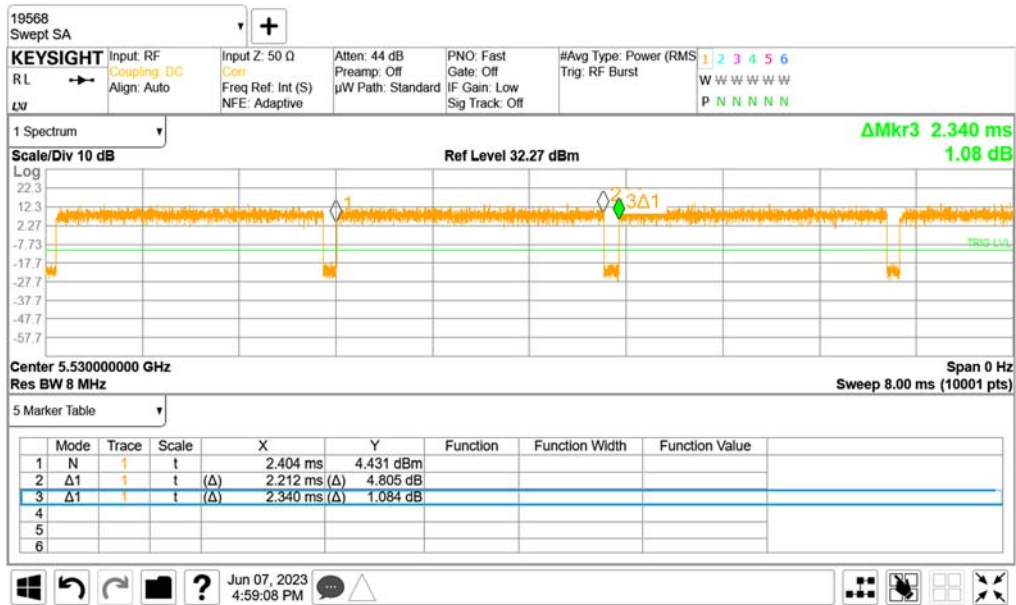 19568
Swept SA
KEYSIGHT
RL
LXI
Input: RF
Coupling: DC
Align: Auto
Input Z: 50 Ω
Corr
Freq Ref: Int (S)
NFE: Adaptive
Atten: 44 dB
Preamp: Off
µW Path: Standard
PNO: Fast
Gate: Off
IF Gain: Low
Sig Track: Off
#Avg Type: Power (RMS
Trig: RF Burst
1 2 3 4 5 6
W W W W W W
P N N N N N
1 Spectrum
ΔMkr3 2.340 ms
Scale/Div 10 dB Ref Level 32.27 dBm 1.08 dB
Log
22.3
12.3
2.27
-7.73
-17.7
-27.7
-37.7
-47.7
-57.7
1
3Δ1
TRIG LVL
Center 5.530000000 GHz Span 0 Hz
Res BW 8 MHz Sweep 8.00 ms (10001 pts)
5 Marker Table
Mode Trace Scale X Y Function Function Width Function Value
1 N 1 t 2.404 ms 4.431 dBm
2 Δ1 1 t (Δ) 2.212 ms (Δ) 4.805 dB
3 Δ1 1 t (Δ) 2.340 ms (Δ) 1.084 dB
4
5
6
?
Jun 07, 2023
4:59:08 PM